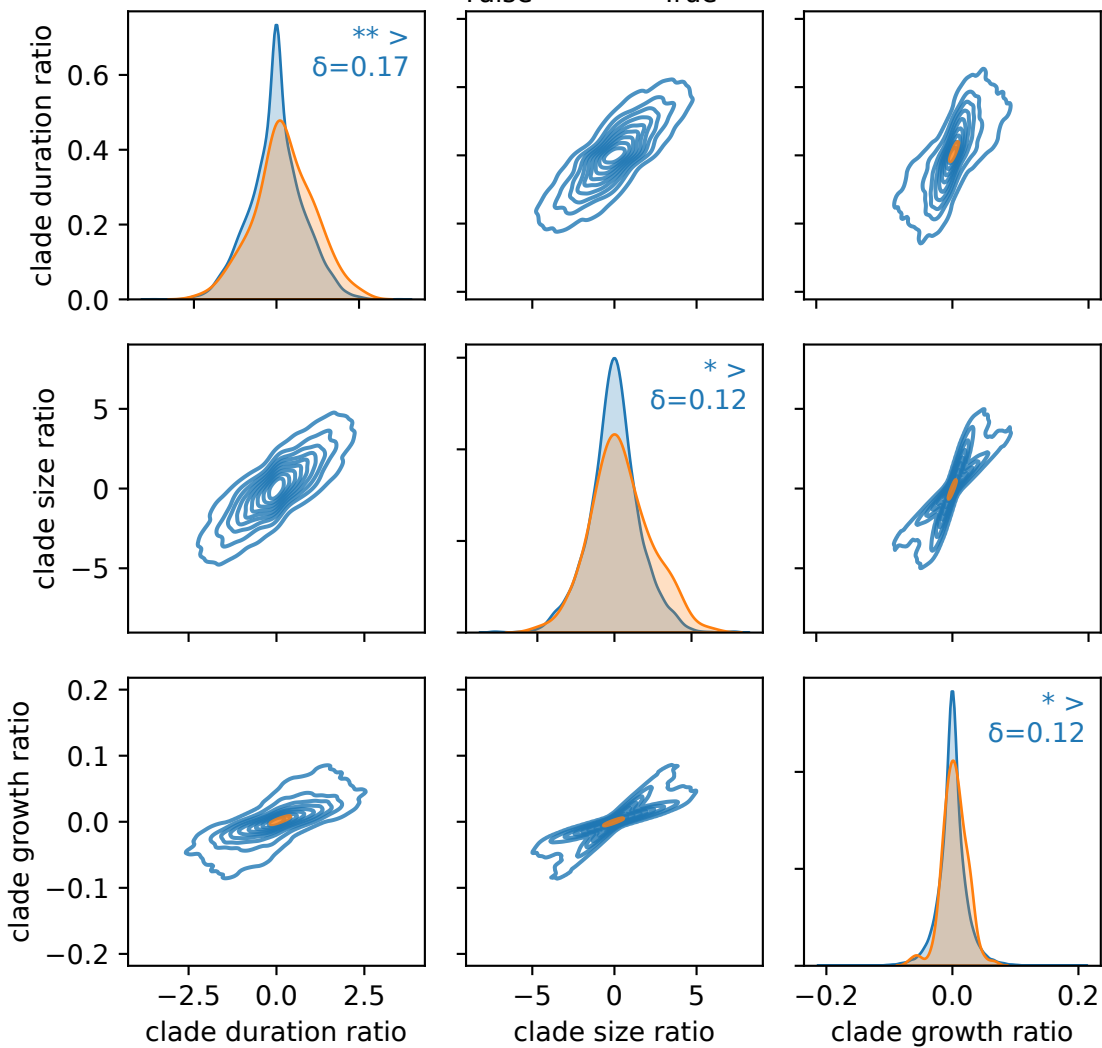 ** >
δ=0.17
0.6
0.4
0.2
0.0
clade duration ratio
* >
δ=0.12
5
0
−5
clade size ratio
* >
δ=0.12
0.2
0.1
0.0
−0.1
−0.2
clade growth ratio
−2.5 0.0 2.5
−5 0 5
−0.2 0.0 0.2
clade duration ratio
clade size ratio
clade growth ratio